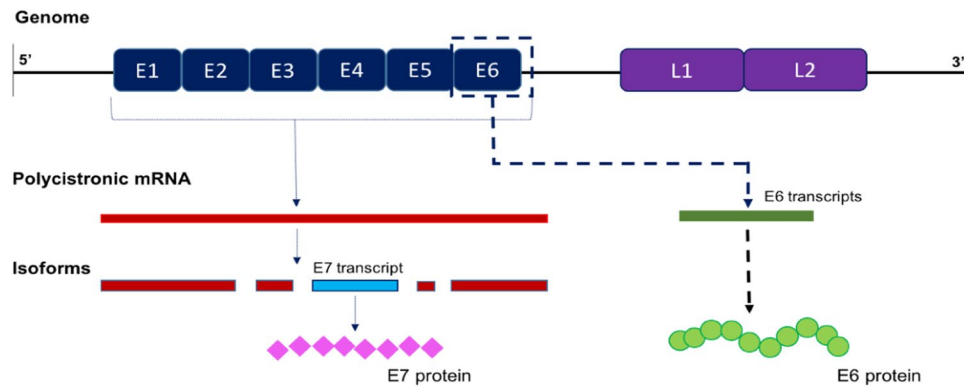 Genome
5’
3’
E1 E2 E3 E4 E5 E6 L1 L2
Polycistronic mRNA
E6 transcripts
Isoforms
E7 transcript
E7 protein
E6 protein